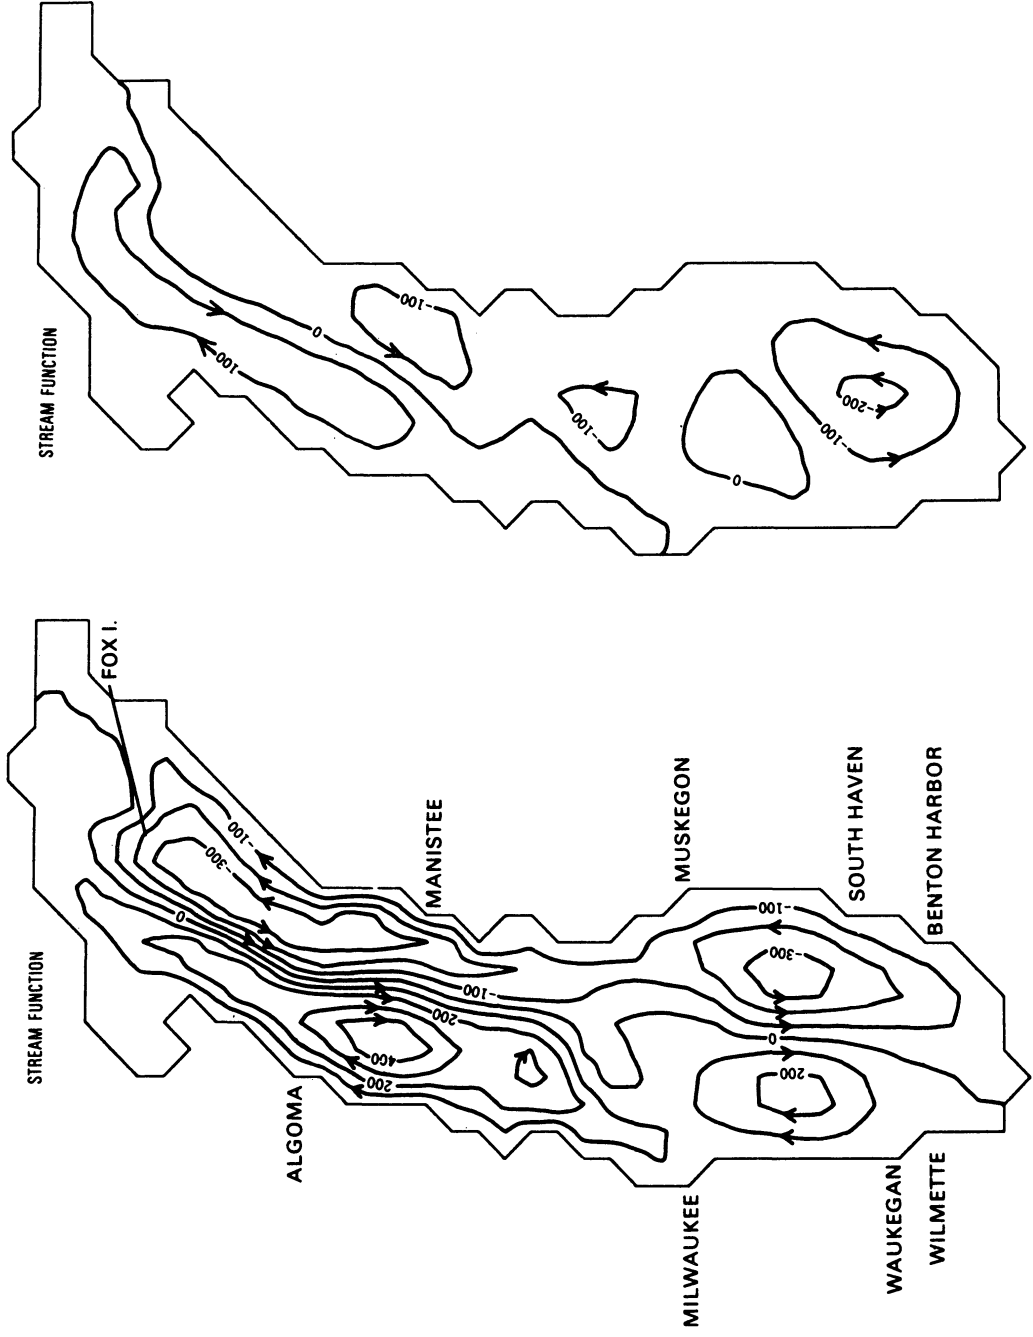 STREAM FUNCTION
100
0
-100
-100
0
-100
-200
STREAM FUNCTION
FOX I.
0
-300
-100
ALGOMA
200
400
200
-100
MANISTEE
MUSKEGON
SOUTH HAVEN
BENTON HARBOR
-100
-300
0
200
MILWAUKEE
WAUKEGAN
WILMETTE